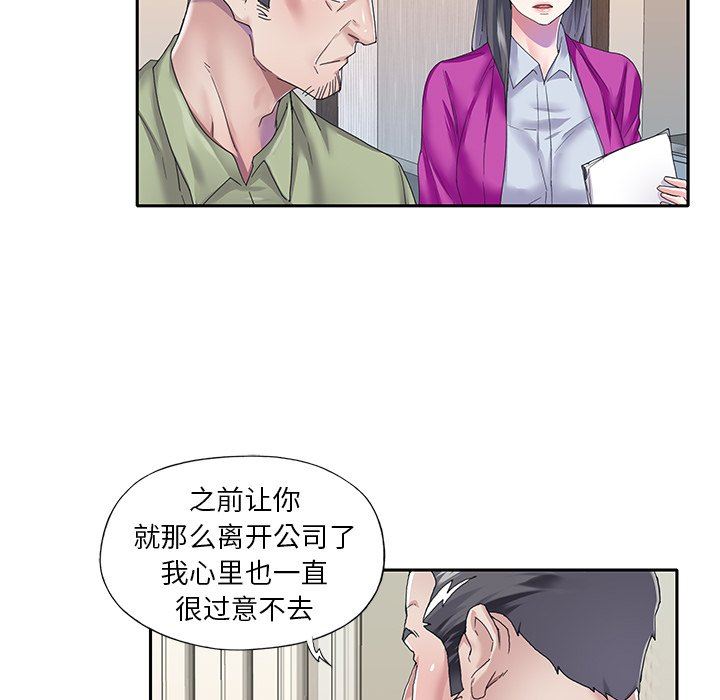 之前让你
就那么离开公司了
我心里也一直
很过意不去